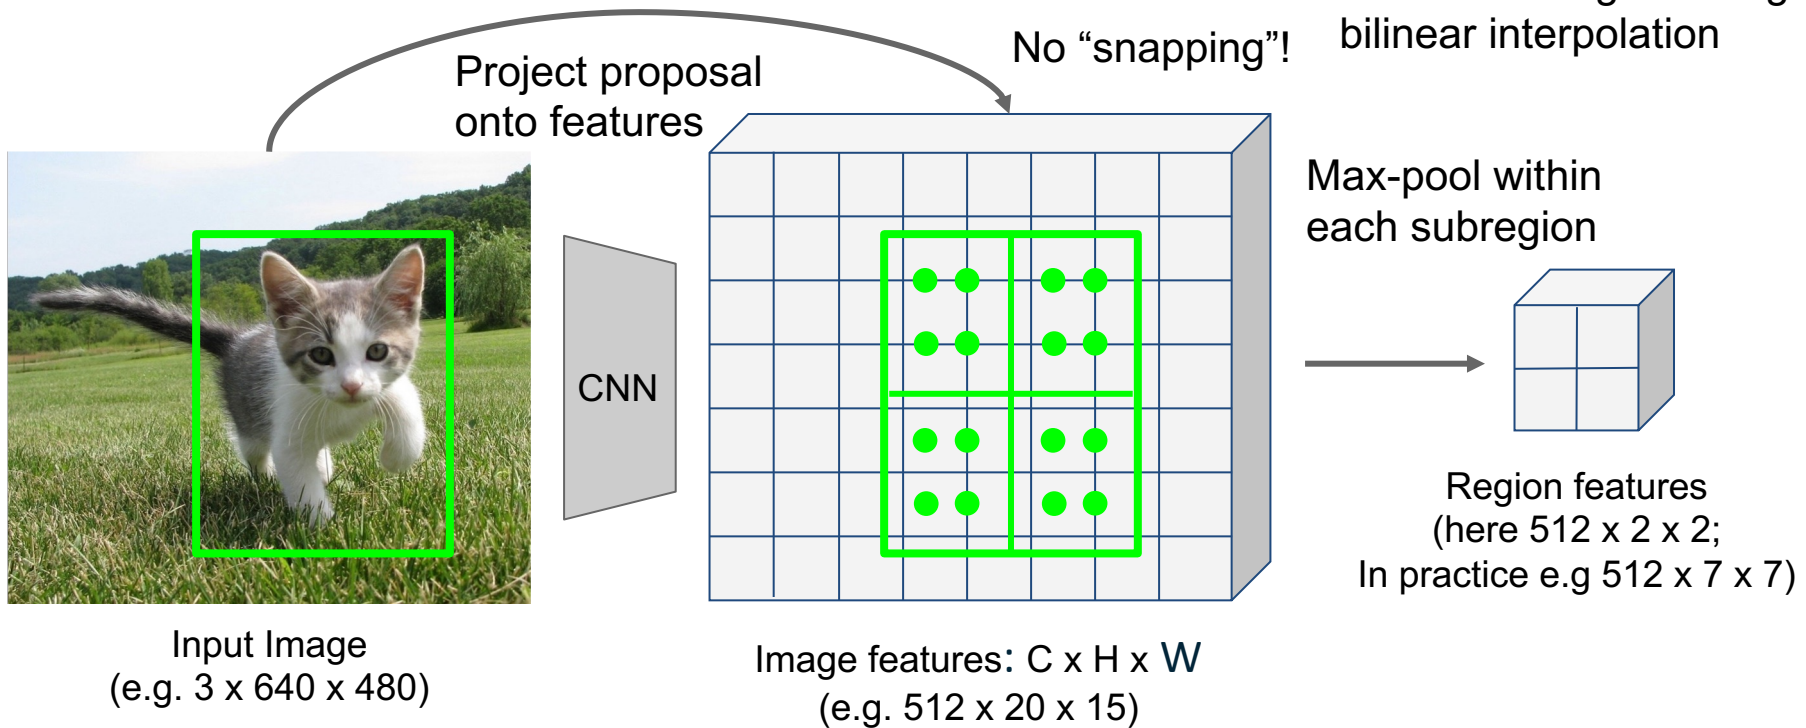 No “snapping”!
bilinear interpolation
Project proposal
onto features
Max-pool within
each subregion
CNN
Region features
(here 512 x 2 x 2;
In practice e.g 512 x 7 x 7)
Input Image
(e.g. 3 x 640 x 480)
Image features: C x H x W
(e.g. 512 x 20 x 15)